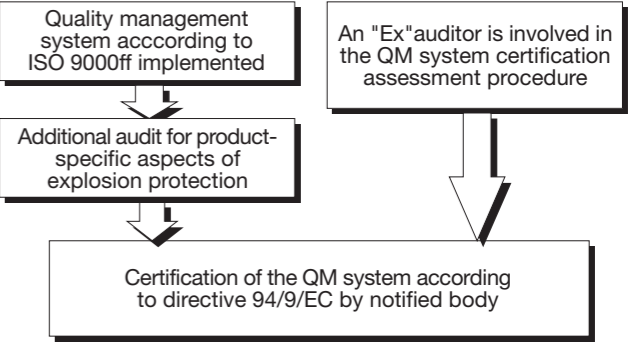 Quality management
system acccording to
ISO 9000ff implemented
An "Ex"auditor is involved in
the QM system certification
assessment procedure
Additional audit for product-
specific aspects of
explosion protection
Certification of the QM system according
to directive 94/9/EC by notified body